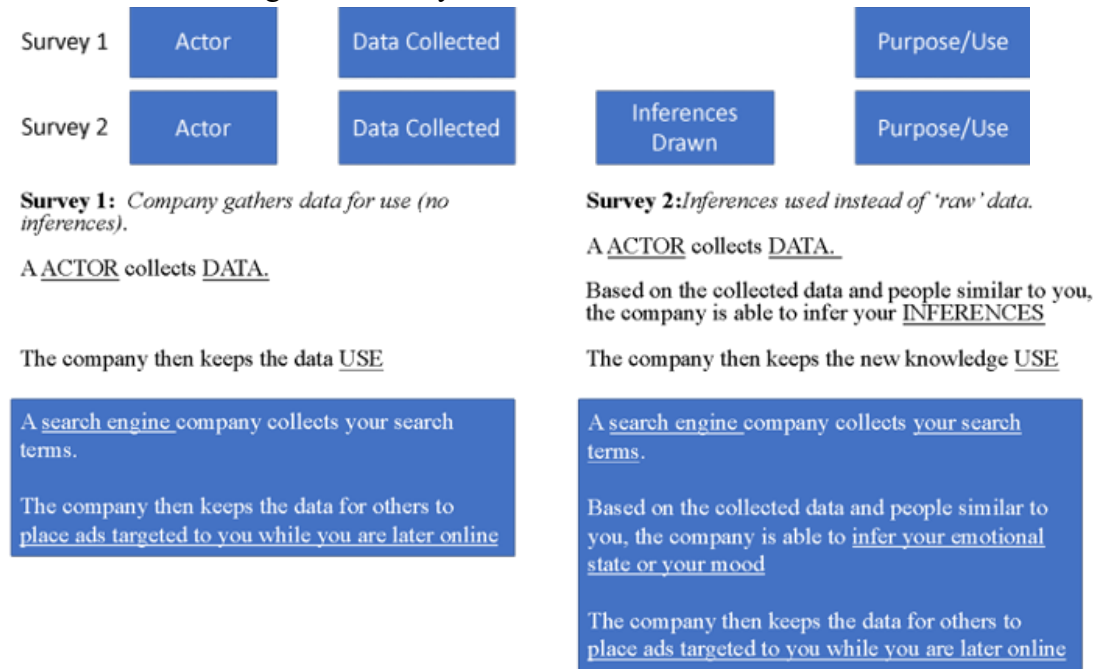 Survey 1 Actor Data Collected Purpose/Use
Survey 2 Actor Data Collected Inferences Drawn Purpose/Use
Survey 1: Company gathers data for use (no
inferences).
A ACTOR collects DATA.
The company then keeps the data USE
A search engine company collects your search
terms.
The company then keeps the data for others to
place ads targeted to you while you are later online
Survey 2:Inferences used instead of ‘raw’ data.
A ACTOR collects DATA.
Based on the collected data and people similar to you,
the company is able to infer your INFERENCES
The company then keeps the new knowledge USE
A search engine company collects your search
terms.
Based on the collected data and people similar to
you, the company is able to infer your emotional
state or your mood
The company then keeps the data for others to
place ads targeted to you while you are later online